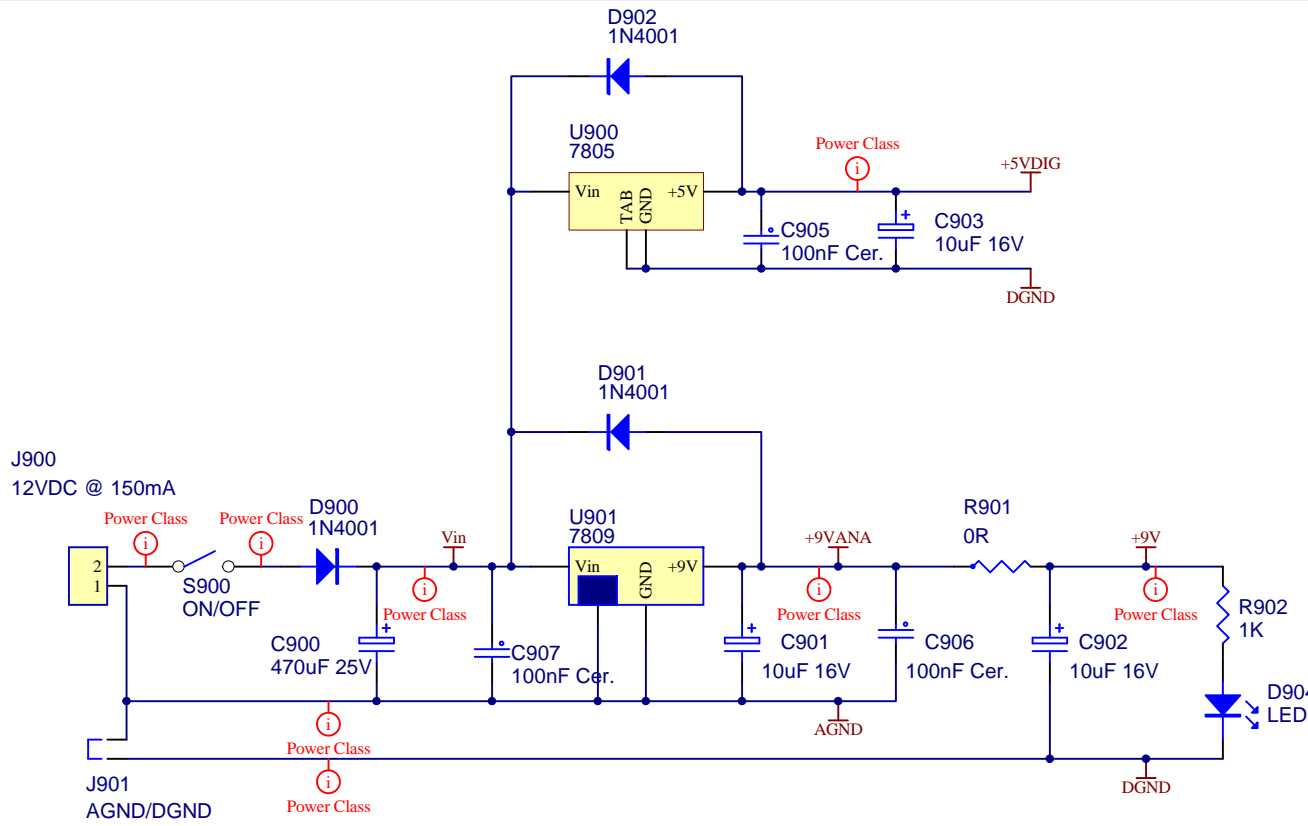 D902
1N4001
U900
7805
Vin
TAB
GND
+5V
Power Class
i
+5VDIG
C905
100nF Cer.
C903
10uF 16V
DGND
D901
1N4001
J900
12VDC @ 150mA
Power Class
i
Power Class
i
D900
1N4001
Vin
U901
7809
Vin
GND
+9V
+9VANA
R901
0R
+9V
2
1
S900
ON/OFF
i
Power Class
i
Power Class
i
Power Class
R902
1K
C900
470uF 25V
C907
100nF Cer.
C901
10uF 16V
C906
100nF Cer.
C902
10uF 16V
D904
LED
i
Power Class
AGND
i
Power Class
DGND
J901
AGND/DGND